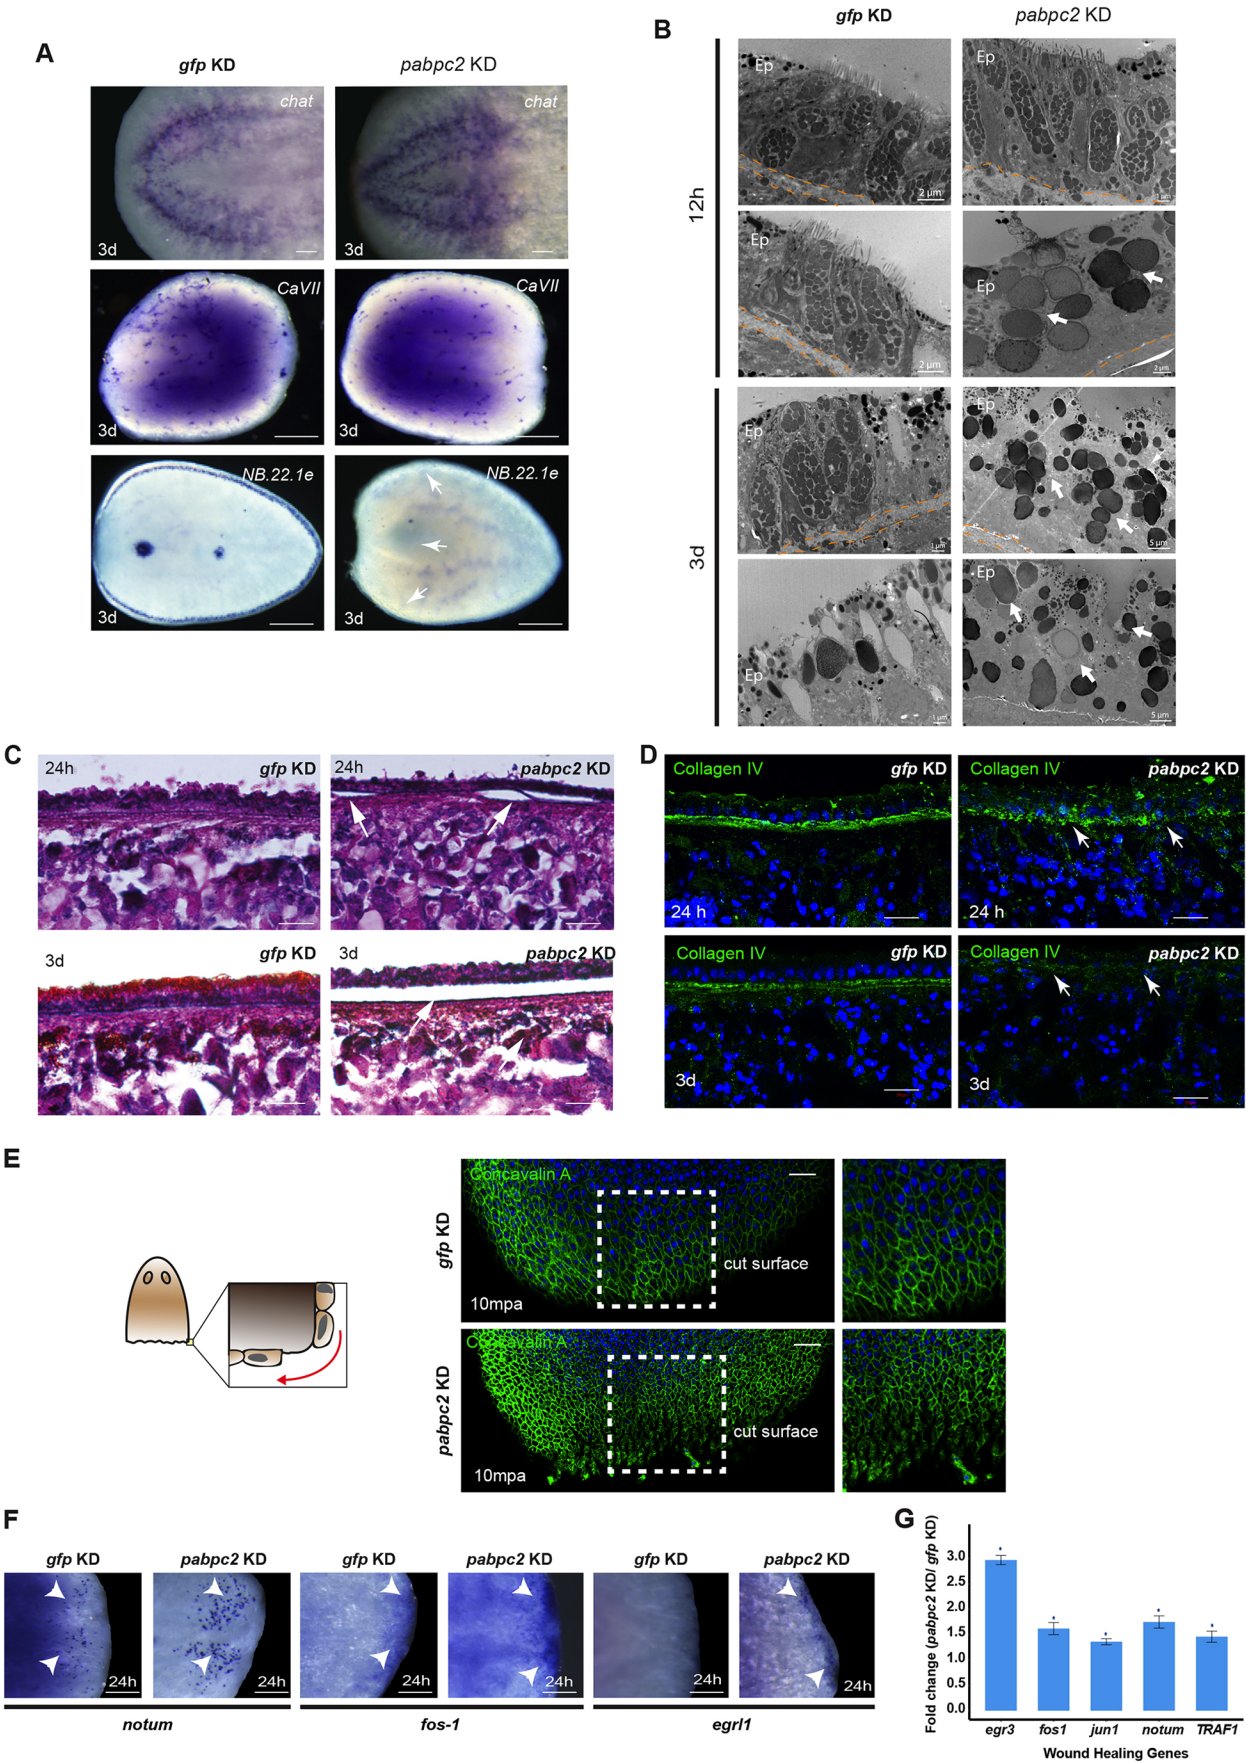 A
gfp KD
pabpc2 KD
chat
3d
chat
3d
CaVII
3d
CaVII
3d
NB.22.1e
3d
NB.22.1e
3d
B
gfp KD
pabpc2 KD
12h
Ep
2 µm
Ep
1 µm
Ep
2 µm
Ep
2 µm
3d
Ep
1 µm
Ep
5 µm
Ep
1 µm
Ep
5 µm
C
24h
gfp KD
24h
pabpc2 KD
3d
gfp KD
3d
pabpc2 KD
D
Collagen IV
gfp KD
24 h
Collagen IV
pabpc2 KD
24 h
Collagen IV
gfp KD
3d
Collagen IV
pabpc2 KD
3d
E
gfp KD
Concavalin A
cut surface
10mpa
pabpc2 KD
Concavalin A
cut surface
10mpa
F
gfp KD
pabpc2 KD
gfp KD
pabpc2 KD
gfp KD
pabpc2 KD
24h
24h
24h
24h
24h
24h
notum
fos-1
egrl1
G
Fold change (pabpc2 KD/ gfp KD)
3.0
2.5
2.0
1.5
1.0
0.5
0.0
*
*
*
*
*
egr3
fos1
jun1
notum
TRAF1
Wound Healing Genes